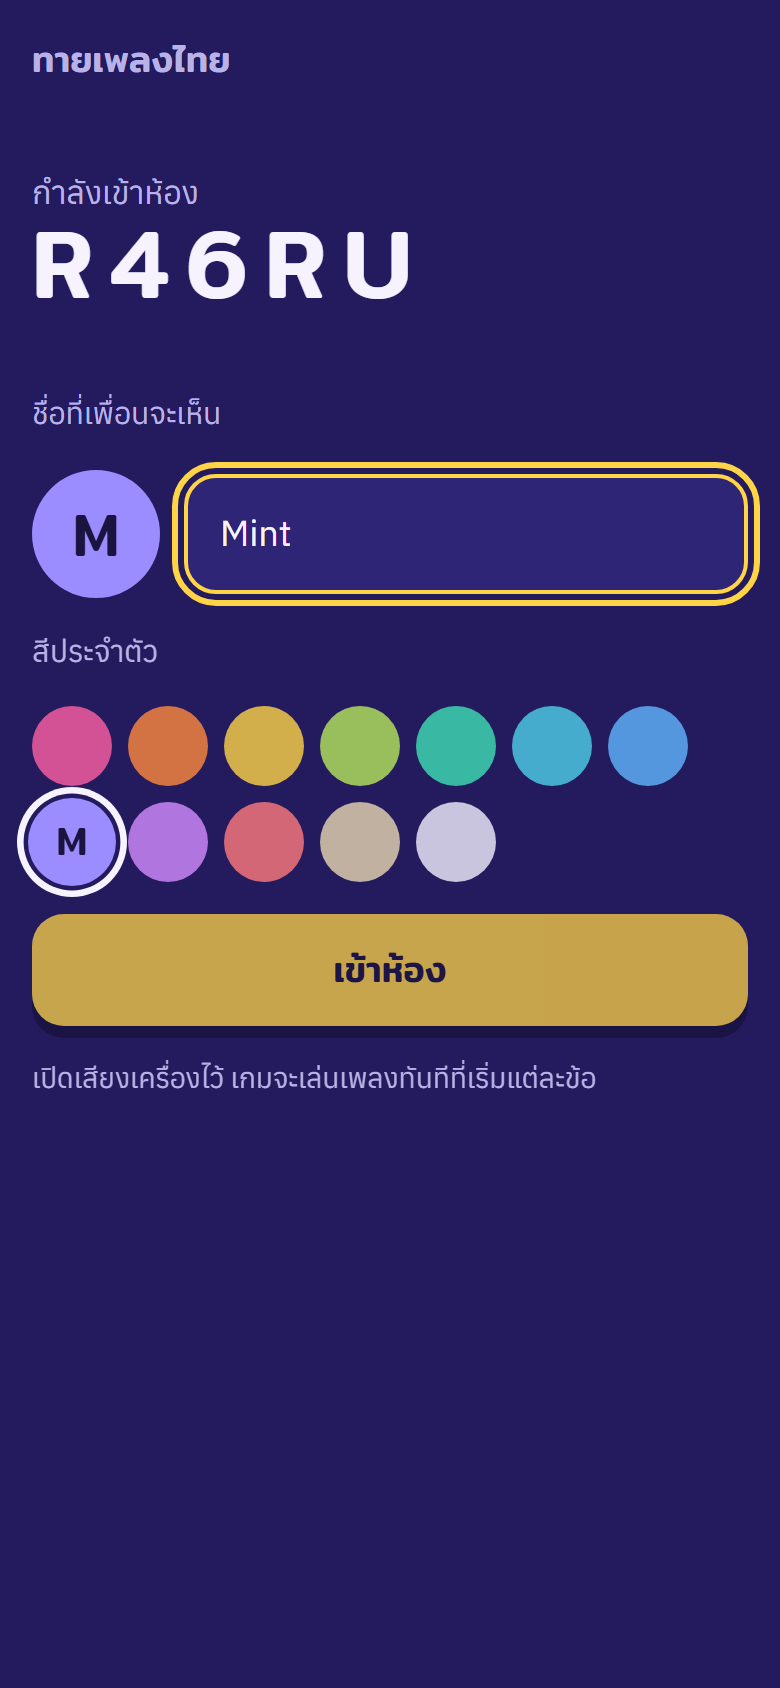 ทายเพลงไทย
กำลังเข้าห้อง
R46RU
ชื่อที่เพื่อนจะเห็น
M
Mint
สีประจำตัว
M
เข้าห้อง
เปิดเสียงเครื่องไว้ เกมจะเล่นเพลงทันทีที่เริ่มแต่ละข้อ